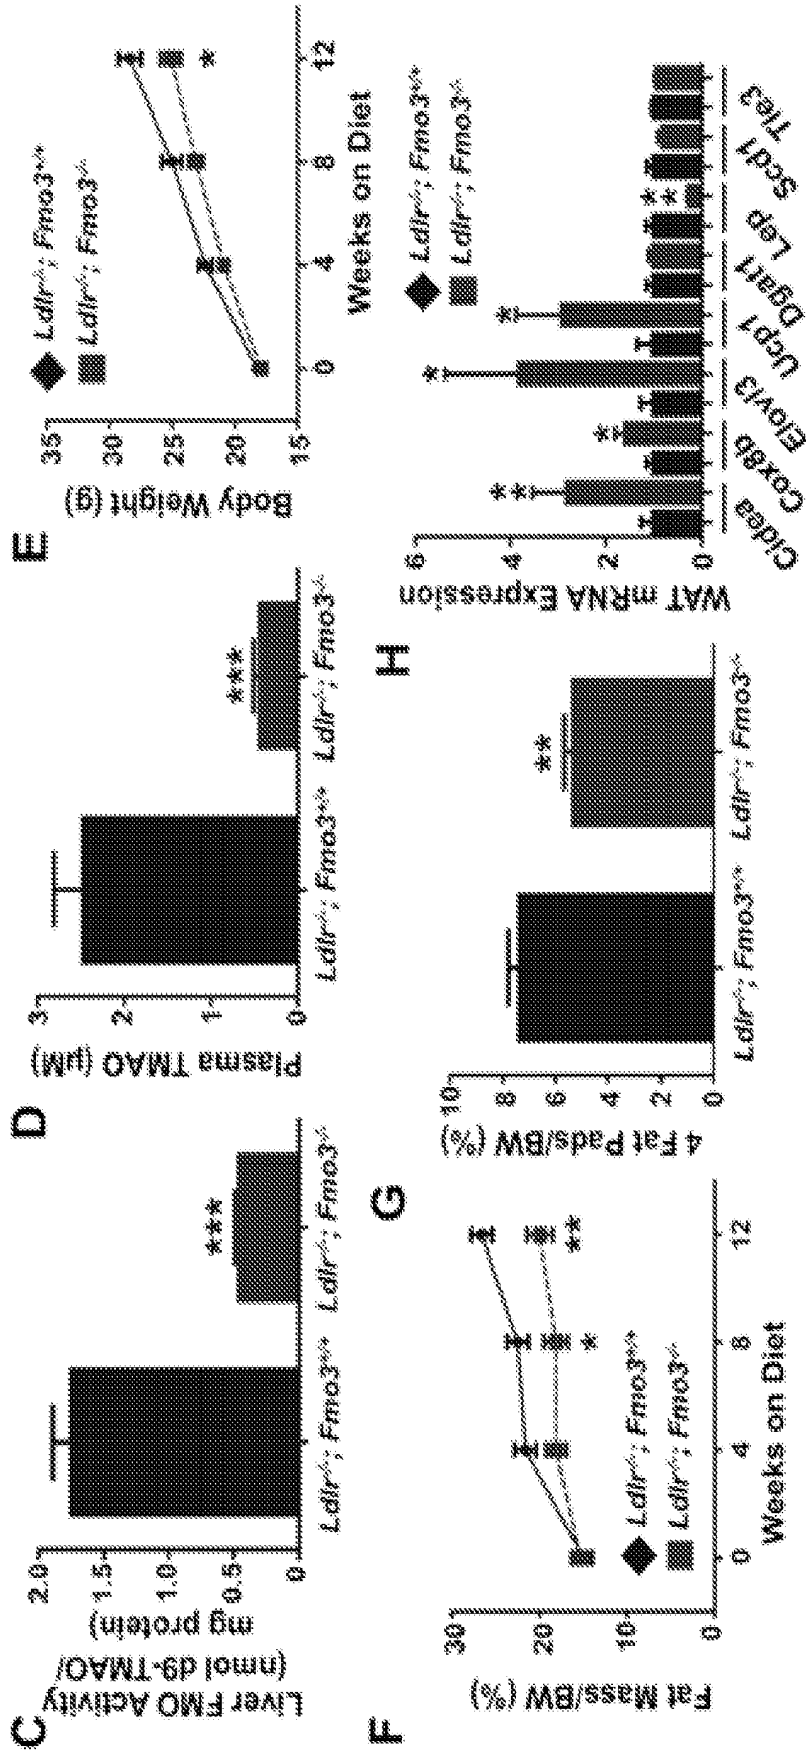 C
Liver FMO Activity
(nmol d9-TMAO/
mg protein)
2.0
1.5
1.0
0.5
0
***
Ldlr-/-; Fmo3+/+
Ldlr-/-; Fmo3-/-
D
Plasma TMAO (µM)
3
2
1
0
***
Ldlr-/-; Fmo3+/+
Ldlr-/-; Fmo3-/-
E
Body Weight (g)
35
30
25
20
15
Ldlr-/-; Fmo3+/+
Ldlr-/-; Fmo3-/-
*
0 4 8 12
Weeks on Diet
F
Fat Mass/BW (%)
30
20
10
0
* **
Ldlr-/-; Fmo3+/+
Ldlr-/-; Fmo3-/-
0 4 8 12
Weeks on Diet
G
4 Fat Pads/BW (%)
10
8
6
4
2
0
**
Ldlr-/-; Fmo3+/+
Ldlr-/-; Fmo3-/-
H
WAT mRNA Expression
6
4
2
0
Ldlr-/-; Fmo3+/+
Ldlr-/-; Fmo3-/-
** * * * **
Cidea Cox8b Elovl3 Ucp1 Dgat1 Lep Scd1 Tie3